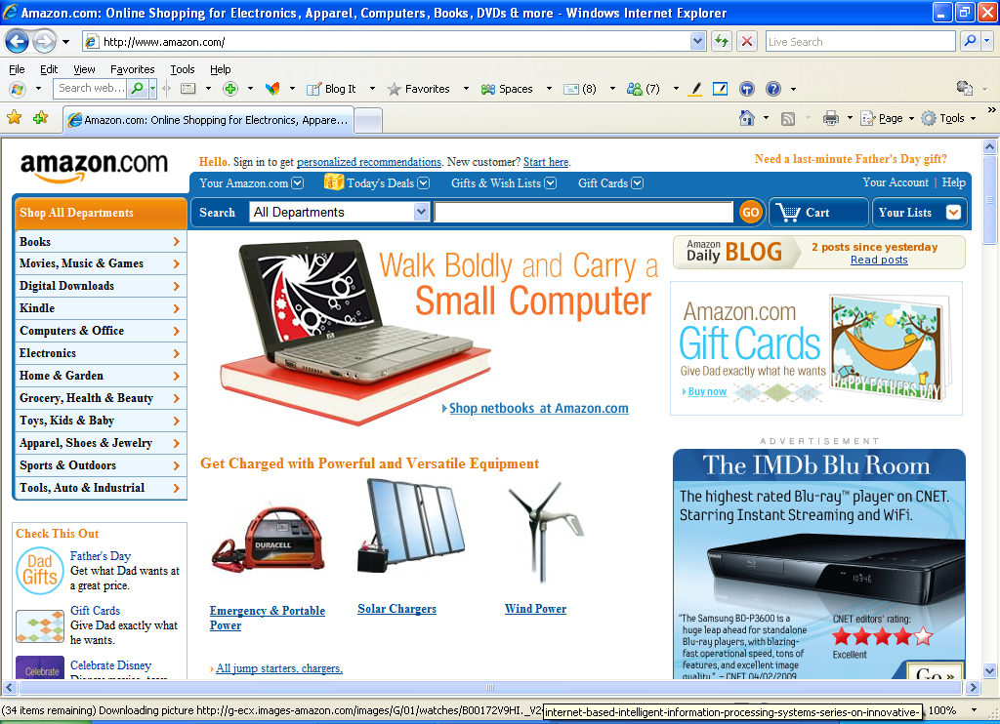 Amazon.com: Online Shopping for Electronics, Apparel, Computers, Books, DVDs & more - Windows Internet Explorer
http://www.amazon.com/
Live Search
File Edit View Favorites Tools Help
Search web...
Blog It
Favorites
Spaces
(8)
(7)
Amazon.com: Online Shopping for Electronics, Appare...
Page
Tools
amazon.com
Hello. Sign in to get personalized recommendations. New customer? Start here.
Need a last-minute Father's Day gift?
Your Amazon.com
Today's Deals
Gifts & Wish Lists
Gift Cards
Your Account | Help
Shop All Departments
Search
All Departments
GO
Cart
Your Lists
Books
Movies, Music & Games
Digital Downloads
Kindle
Computers & Office
Electronics
Home & Garden
Grocery, Health & Beauty
Toys, Kids & Baby
Apparel, Shoes & Jewelry
Sports & Outdoors
Tools, Auto & Industrial
Walk Boldly and Carry a
Small Computer
Shop netbooks at Amazon.com
Amazon
Daily BLOG
2 posts since yesterday
Read posts
Amazon.com
Gift Cards
Give Dad exactly what he wants
Buy now
HAPPY FATHER'S DAY
Get Charged with Powerful and Versatile Equipment
DURACELL
Emergency & Portable
Power
Solar Chargers
Wind Power
› All jump starters, chargers,
ADVERTISEMENT
The IMDb Blu Room
The highest rated Blu-ray™ player on CNET.
Starring Instant Streaming and WiFi.
SAMSUNG
"The Samsung BD-P3600 is a
huge leap ahead for standalone
Blu-ray players, with blazing-
fast operational speed, tons of
features, and excellent image
quality." – CNET 04/02/2009
CNET editors' rating:
Excellent
Go »
Check This Out
Dad
Gifts
Father's Day
Get what Dad wants at
a great price.
Gift Cards
Give Dad exactly what
he wants.
Celebrate
Celebrate Disney
Disney movies, toys,
(34 items remaining) Downloading picture http://g-ecx.images-amazon.com/images/G/01/watches/B00172V9HI._V2
internet-based-intelligent-information-processing-systems-series-on-innovative-
100%